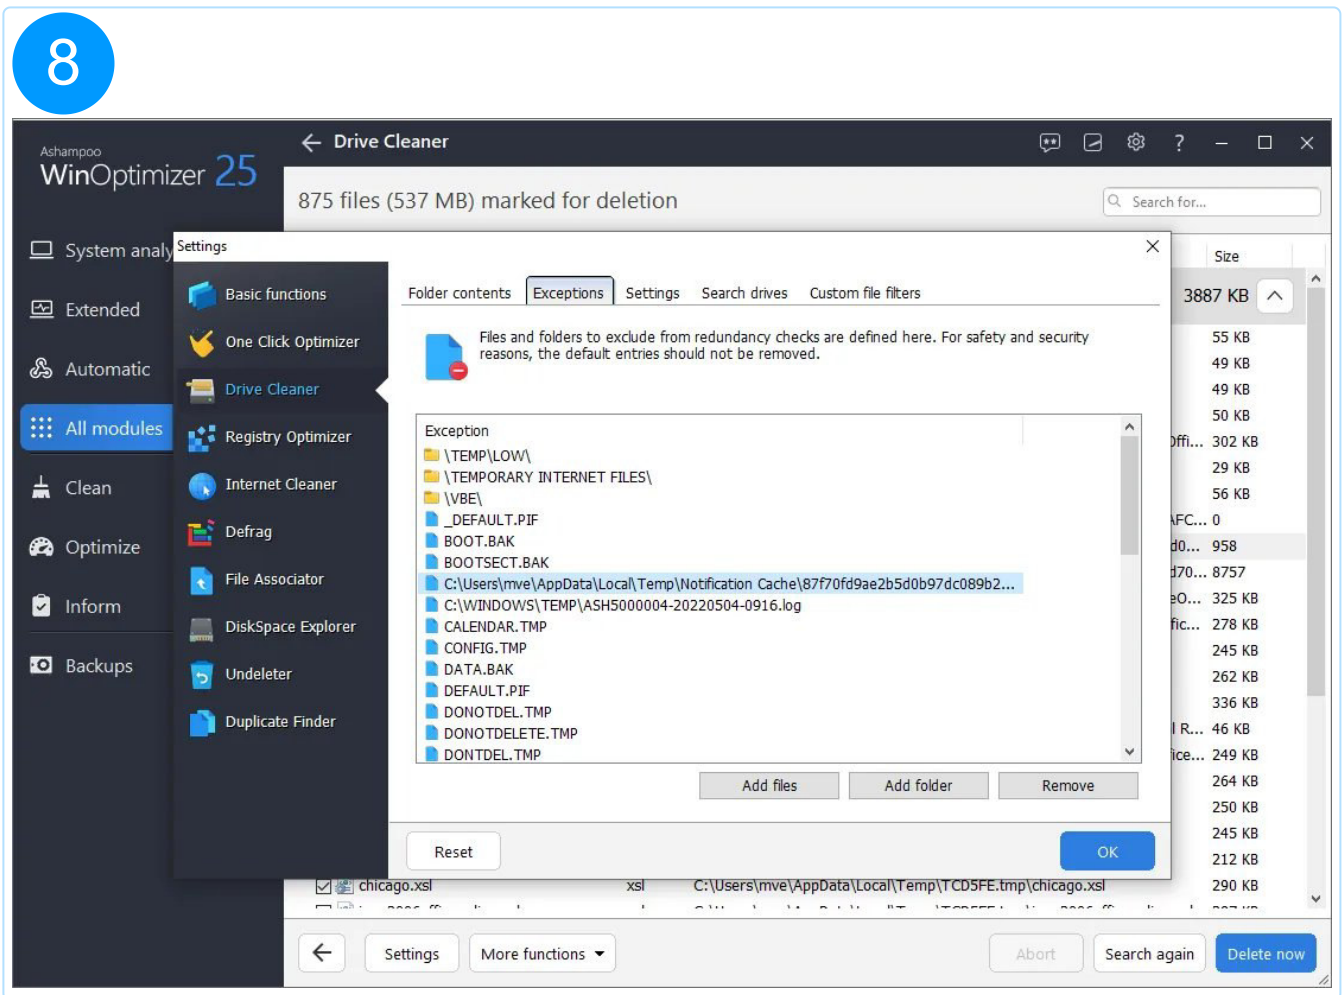 8
Ashampoo
WinOptimizer 25
Drive Cleaner
?
875 files (537 MB) marked for deletion
Search for...
System analy
Extended
Automatic
All modules
Clean
Optimize
Inform
Backups
Settings
Basic functions
One Click Optimizer
Drive Cleaner
Registry Optimizer
Internet Cleaner
Defrag
File Associator
DiskSpace Explorer
Undeleter
Duplicate Finder
Folder contents Exceptions Settings Search drives Custom file filters
Files and folders to exclude from redundancy checks are defined here. For safety and security
reasons, the default entries should not be removed.
Exception
\TEMP\LOW\
\TEMPORARY INTERNET FILES\
\VBE\
_DEFAULT.PIF
BOOT.BAK
BOOTSECT.BAK
C:\Users\mve\AppData\Local\Temp\Notification Cache\87f70fd9ae2b5d0b97dc089b2...
C:\WINDOWS\TEMP\ASH5000004-20220504-0916.log
CALENDAR.TMP
CONFIG.TMP
DATA.BAK
DEFAULT.PIF
DONOTDEL.TMP
DONOTDELETE.TMP
DONTDEL.TMP
Add files Add folder Remove
Reset OK
Size
3887 KB
55 KB
49 KB
49 KB
50 KB
offi... 302 KB
29 KB
56 KB
AFC... 0
d0... 958
d70... 8757
eO... 325 KB
fic... 278 KB
245 KB
262 KB
336 KB
l R... 46 KB
ice... 249 KB
264 KB
250 KB
245 KB
212 KB
chicago.xsl xsl C:\Users\mve\AppData\Local\Temp\TCD5FE.tmp\chicago.xsl 290 KB
Settings More functions Abort Search again Delete now